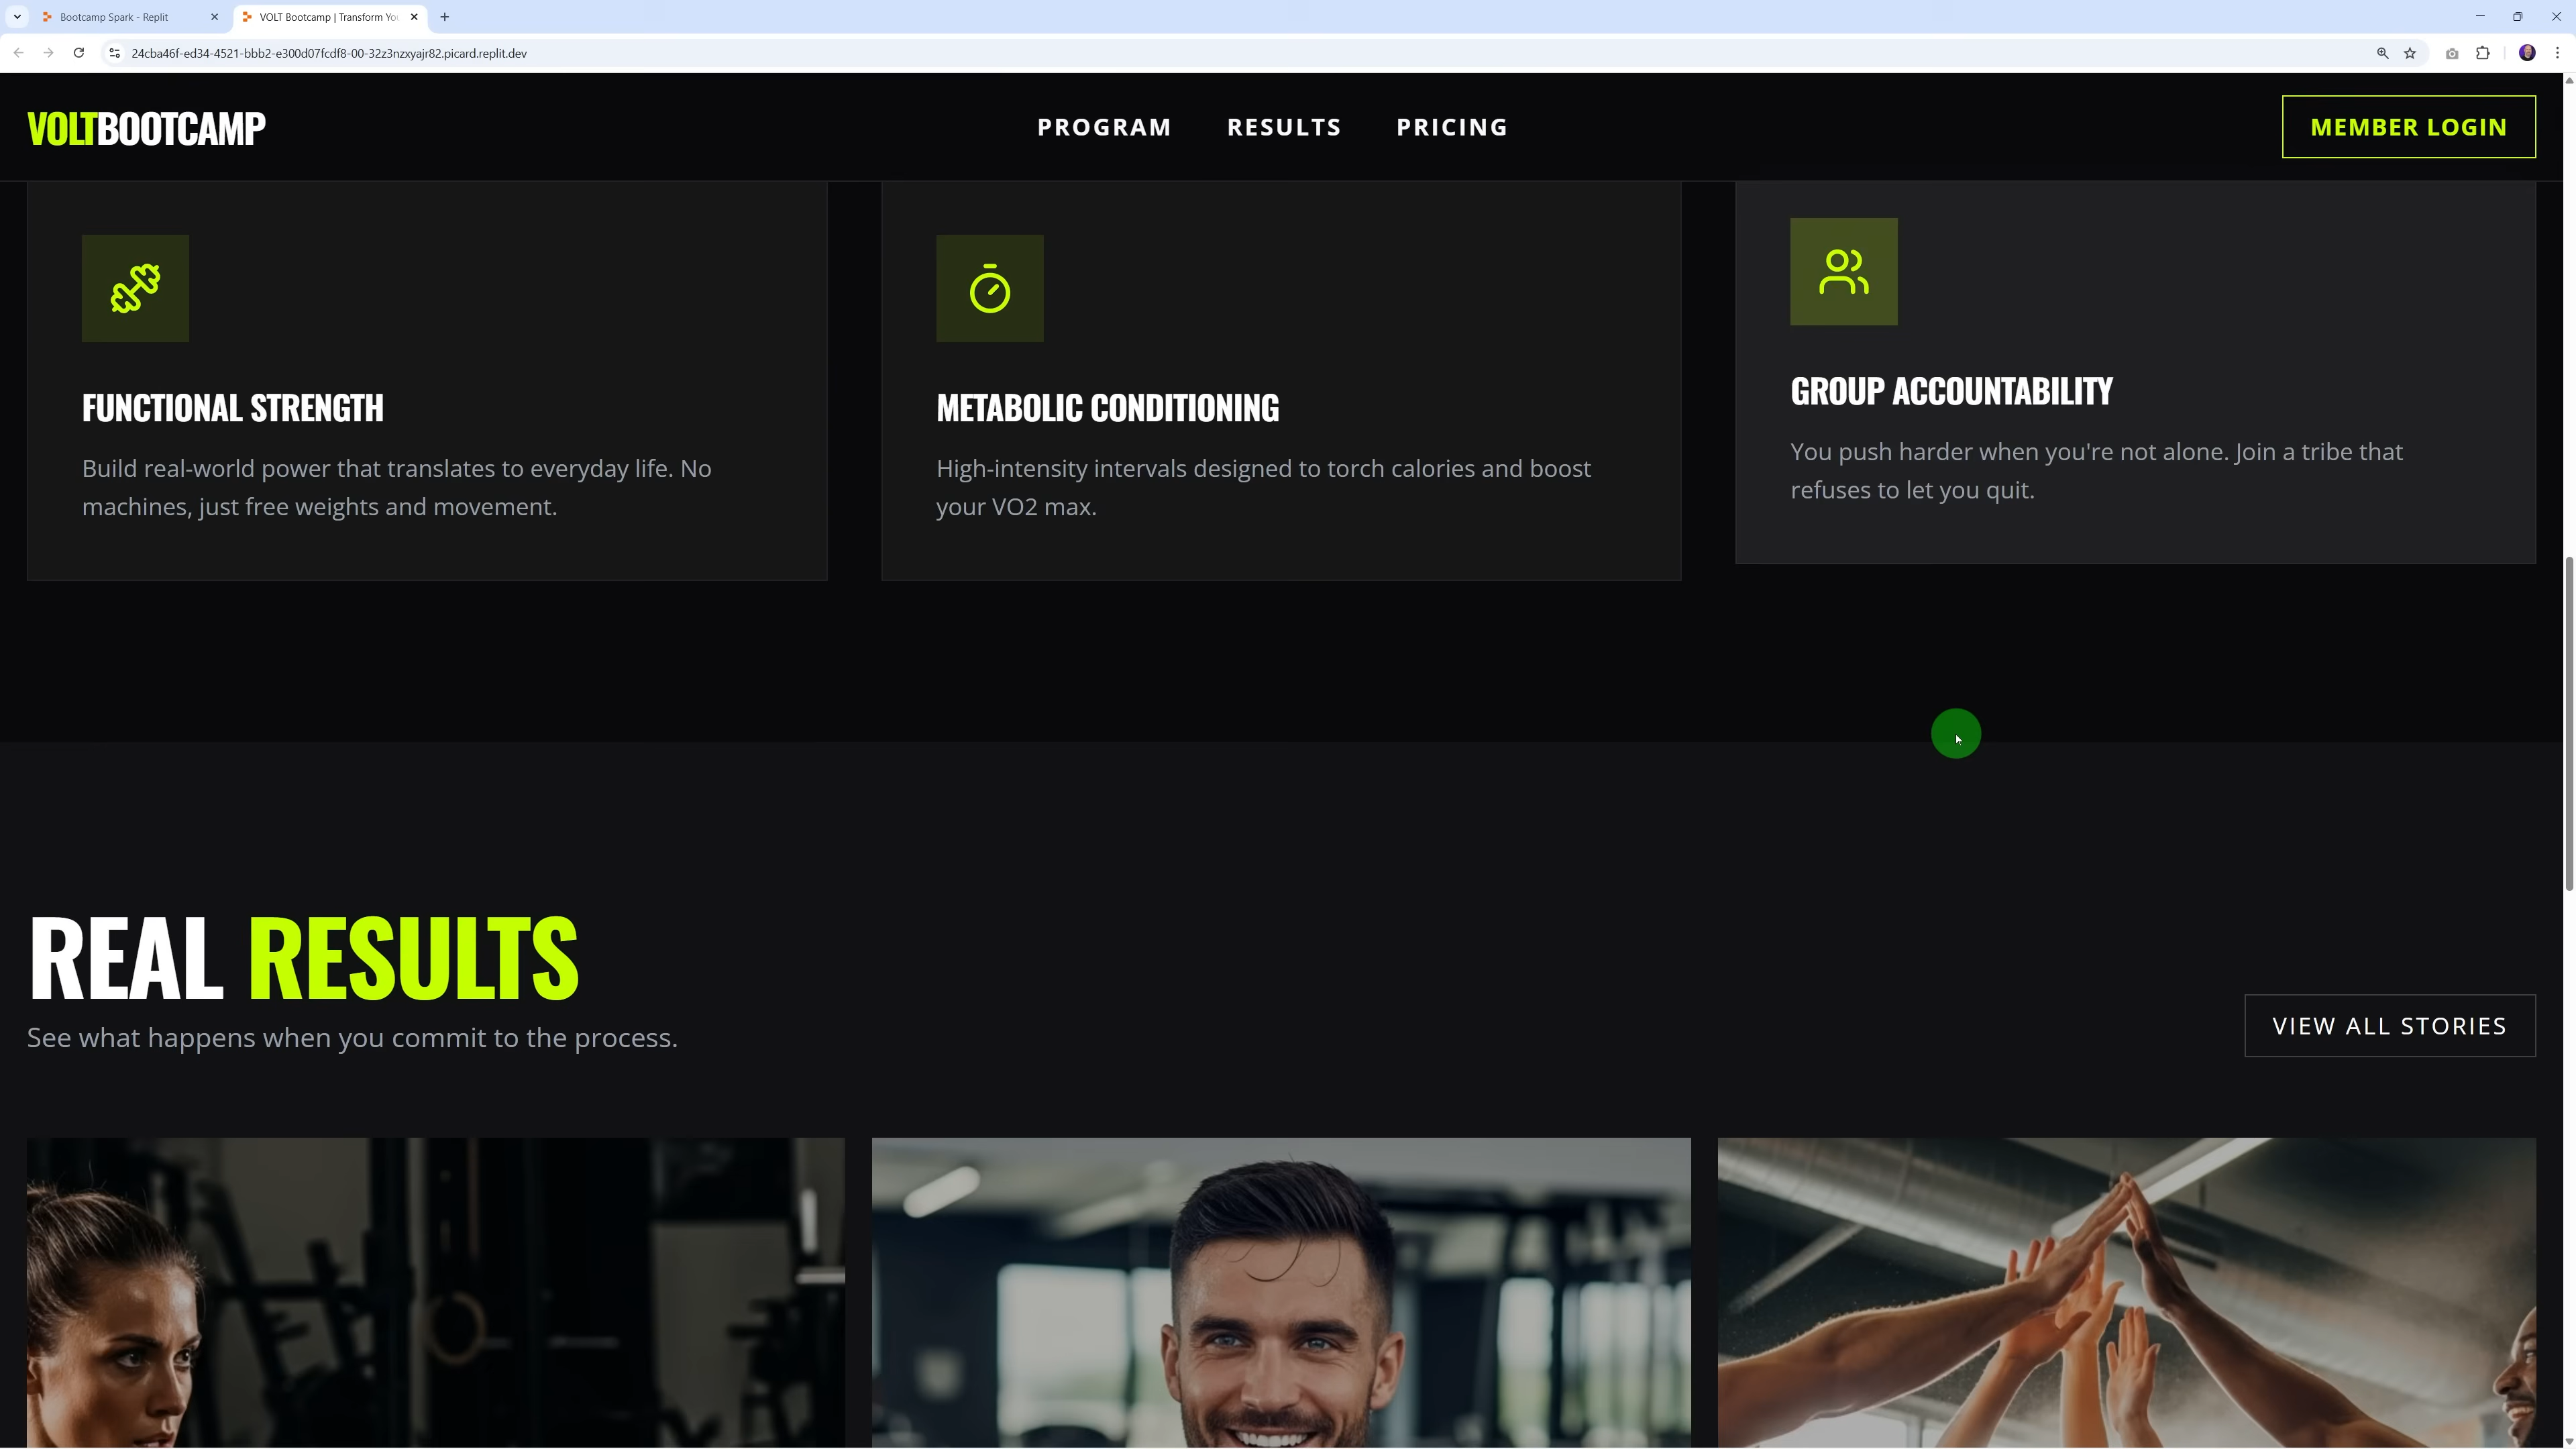 Bootcamp Spark - Replit
VOLT Bootcamp | Transform Yo
24cba46f-ed34-4521-bbb2-e300d07fcdf8-00-32z3nzxyajr82.picard.replit.dev
VOLTBOOTCAMP
PROGRAM
RESULTS
PRICING
MEMBER LOGIN
FUNCTIONAL STRENGTH
Build real-world power that translates to everyday life. No
machines, just free weights and movement.
METABOLIC CONDITIONING
High-intensity intervals designed to torch calories and boost
your VO2 max.
GROUP ACCOUNTABILITY
You push harder when you're not alone. Join a tribe that
refuses to let you quit.
REAL RESULTS
See what happens when you commit to the process.
VIEW ALL STORIES